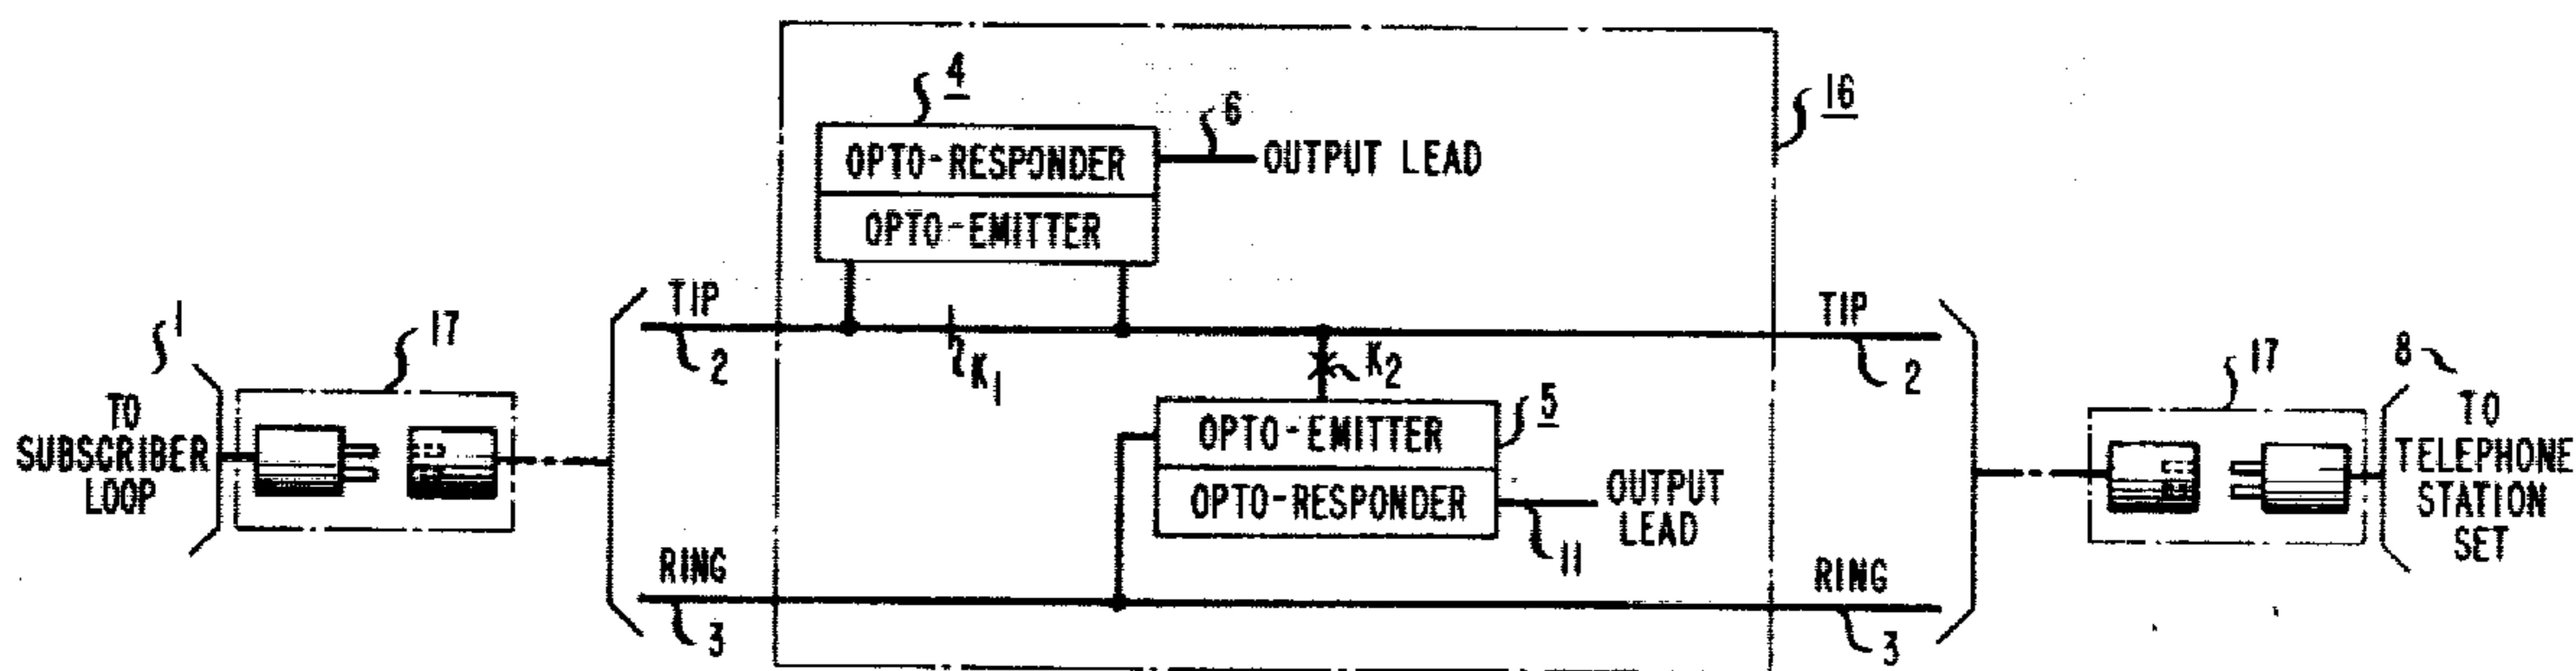 4
16
6
OPTO-RESPONDER
OUTPUT LEAD
OPTO-EMITTER
1
17
TIP
2
K1
K2
TIP
2
17
8
TO
SUBSCRIBER
LOOP
5
OPTO-EMITTER
OPTO-RESPONDER
OUTPUT
LEAD
11
TO
TELEPHONE
STATION
SET
RING
3
RING
3